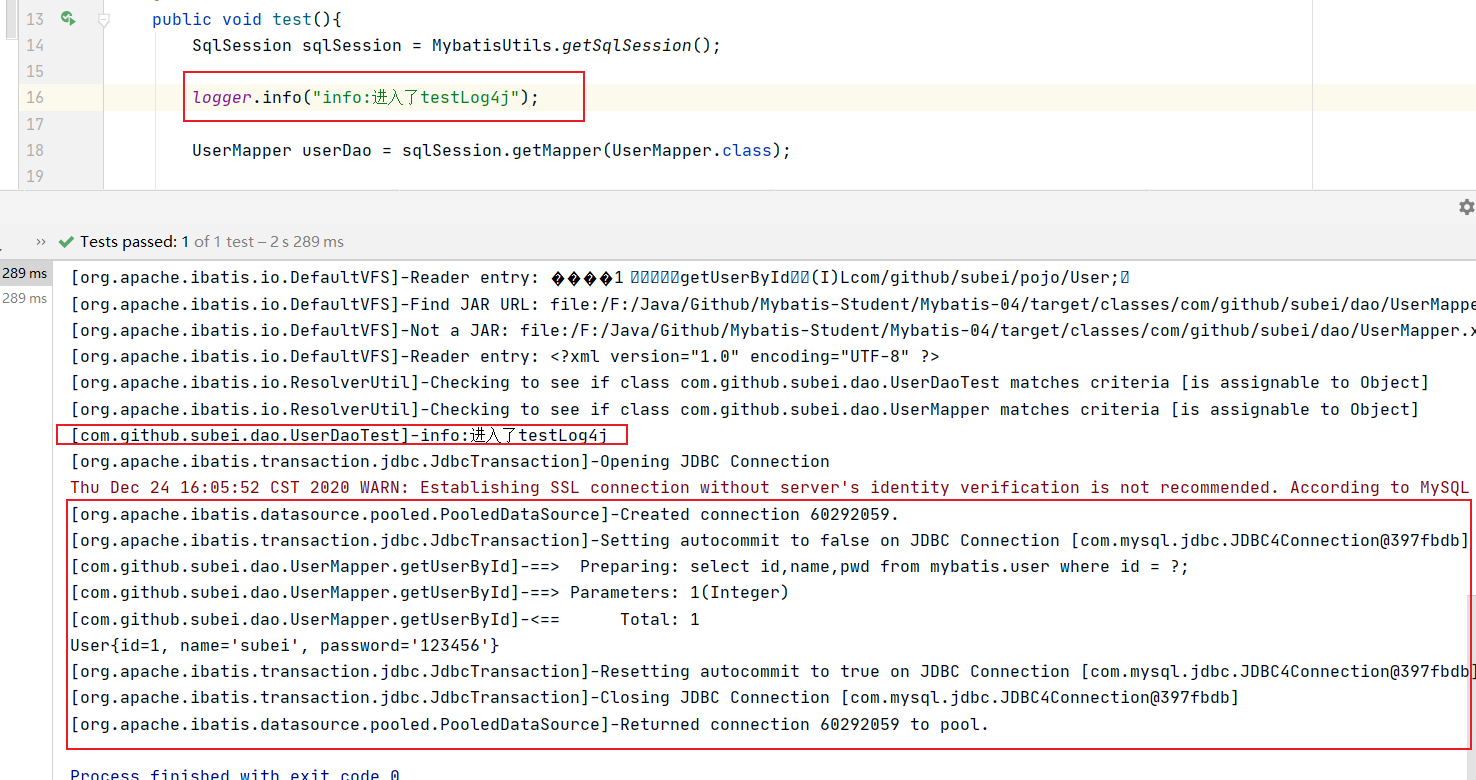 13 public void test(){
14 SqlSession sqlSession = MybatisUtils.getSqlSession();
15
16 logger.info("info:进入了testLog4j");
17
18 UserMapper userDao = sqlSession.getMapper(UserMapper.class);
19
» Tests passed: 1 of 1 test – 2 s 289 ms
289 ms
289 ms
[org.apache.ibatis.io.DefaultVFS]-Reader entry: ����1 getUserById(I)Lcom/github/subei/pojo/User;
[org.apache.ibatis.io.DefaultVFS]-Find JAR URL: file:/F:/Java/Github/Mybatis-Student/Mybatis-04/target/classes/com/github/subei/dao/UserMappe
[org.apache.ibatis.io.DefaultVFS]-Not a JAR: file:/F:/Java/Github/Mybatis-Student/Mybatis-04/target/classes/com/github/subei/dao/UserMapper.x
[org.apache.ibatis.io.DefaultVFS]-Reader entry: <?xml version="1.0" encoding="UTF-8" ?>
[org.apache.ibatis.io.ResolverUtil]-Checking to see if class com.github.subei.dao.UserDaoTest matches criteria [is assignable to Object]
[org.apache.ibatis.io.ResolverUtil]-Checking to see if class com.github.subei.dao.UserMapper matches criteria [is assignable to Object]
[com.github.subei.dao.UserDaoTest]-info:进入了testLog4j
[org.apache.ibatis.transaction.jdbc.JdbcTransaction]-Opening JDBC Connection
Thu Dec 24 16:05:52 CST 2020 WARN: Establishing SSL connection without server's identity verification is not recommended. According to MySQL
[org.apache.ibatis.datasource.pooled.PooledDataSource]-Created connection 60292059.
[org.apache.ibatis.transaction.jdbc.JdbcTransaction]-Setting autocommit to false on JDBC Connection [com.mysql.jdbc.JDBC4Connection@397fbdb]
[com.github.subei.dao.UserMapper.getUserById]-==>  Preparing: select id,name,pwd from mybatis.user where id = ?;
[com.github.subei.dao.UserMapper.getUserById]-==> Parameters: 1(Integer)
[com.github.subei.dao.UserMapper.getUserById]-<==      Total: 1
User{id=1, name='subei', password='123456'}
[org.apache.ibatis.transaction.jdbc.JdbcTransaction]-Resetting autocommit to true on JDBC Connection [com.mysql.jdbc.JDBC4Connection@397fbdb]
[org.apache.ibatis.transaction.jdbc.JdbcTransaction]-Closing JDBC Connection [com.mysql.jdbc.JDBC4Connection@397fbdb]
[org.apache.ibatis.datasource.pooled.PooledDataSource]-Returned connection 60292059 to pool.
Process finished with exit code 0